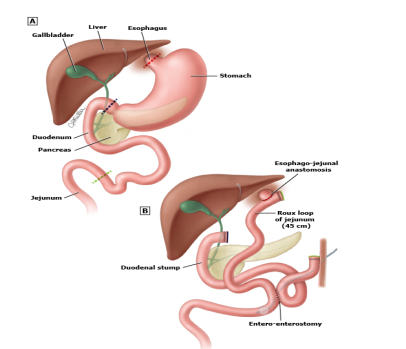 A
Liver
Esophagus
Gallbladder
Stomach
Duodenum
Pancreas
Jejunum
Esophago-jejunal
anastomosis
B
Roux loop
of jejunum
(45 cm)
Duodenal stump
Entero-enterostomy